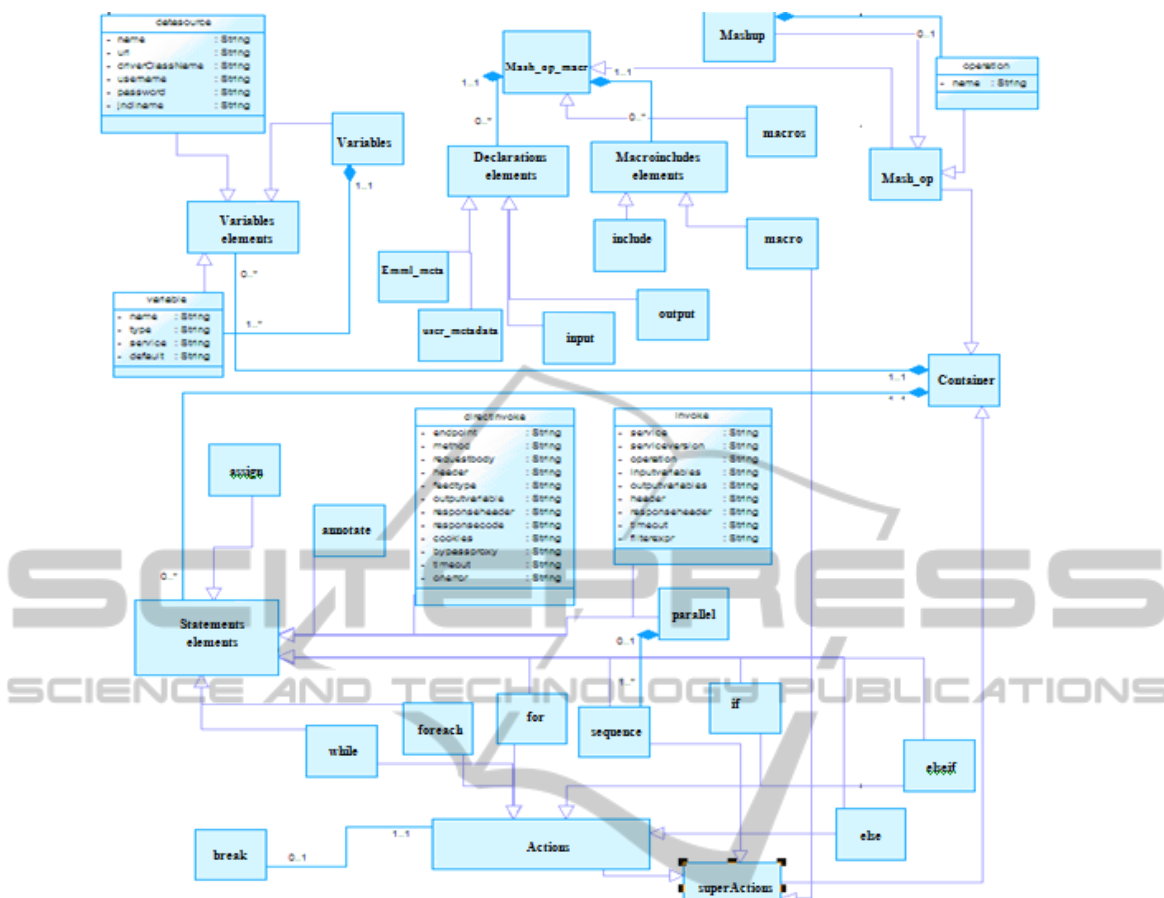 datasource
- name : String
- url : String
- driverClassName : String
- username : String
- password : String
- jndiname : String
Mashup
0..1
operation
- name : String
Mash_op_macr
1..1
1..1
0..*
0..*
macros
Variables
1..1
Declarations
elements
Macroincludes
elements
Mash_op
Variables
elements
include
macro
0..*
Emml_meta
user_metadata
input
output
variable
- name : String
- type : String
- service : String
- default : String
1..*
1..1
1..1
Container
directinvoke
- endpoint : String
- method : String
- requestbody : String
- header : String
- feedtype : String
- outputvariable : String
- responseheader : String
- responsecode : String
- cookies : String
- bypassproxy : String
- timeout : String
- onerror : String
invoke
- service : String
- serviceversion : String
- operation : String
- inputvariables : String
- outputvariables : String
- header : String
- responseheader : String
- timeout : String
- filterexpr : String
assign
annotate
SCITEPRESS
0..*
Statements
elements
parallel
0..1
1..*
SCIENCE AND TECHNOLOGY PUBLICATIONS
while
foreach
for
sequence
if
elseif
else
break
0..1
1..1
Actions
superActions